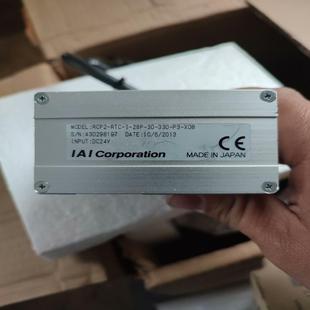 MODEL:RCP2-RTC-I-28P-30-330-P3-X08
S/N:A30298197 DATE:10/6/2013
INPUT:DC24V
IAI Corporation
CE
MADE IN JAPAN